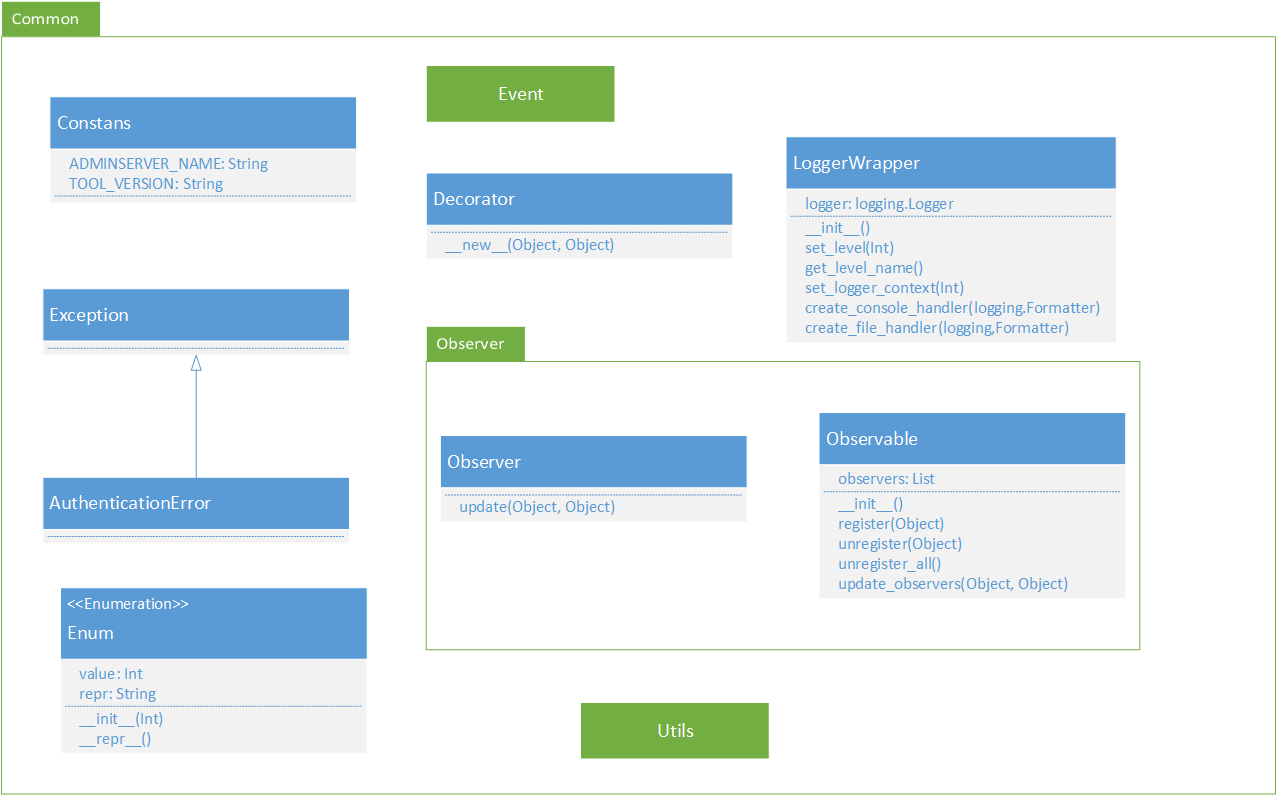 Common
Constans
ADMINSERVER_NAME: String
TOOL_VERSION: String
Exception
AuthenticationError
<<Enumeration>>
Enum
value: Int
repr: String
__init__(Int)
__repr__()
Event
Decorator
__new__(Object, Object)
LoggerWrapper
logger: logging.Logger
__init__()
set_level(Int)
get_level_name()
set_logger_context(Int)
create_console_handler(logging.Formatter)
create_file_handler(logging,Formatter)
Observer
Observer
update(Object, Object)
Observable
observers: List
__init__()
register(Object)
unregister(Object)
unregister_all()
update_observers(Object, Object)
Utils